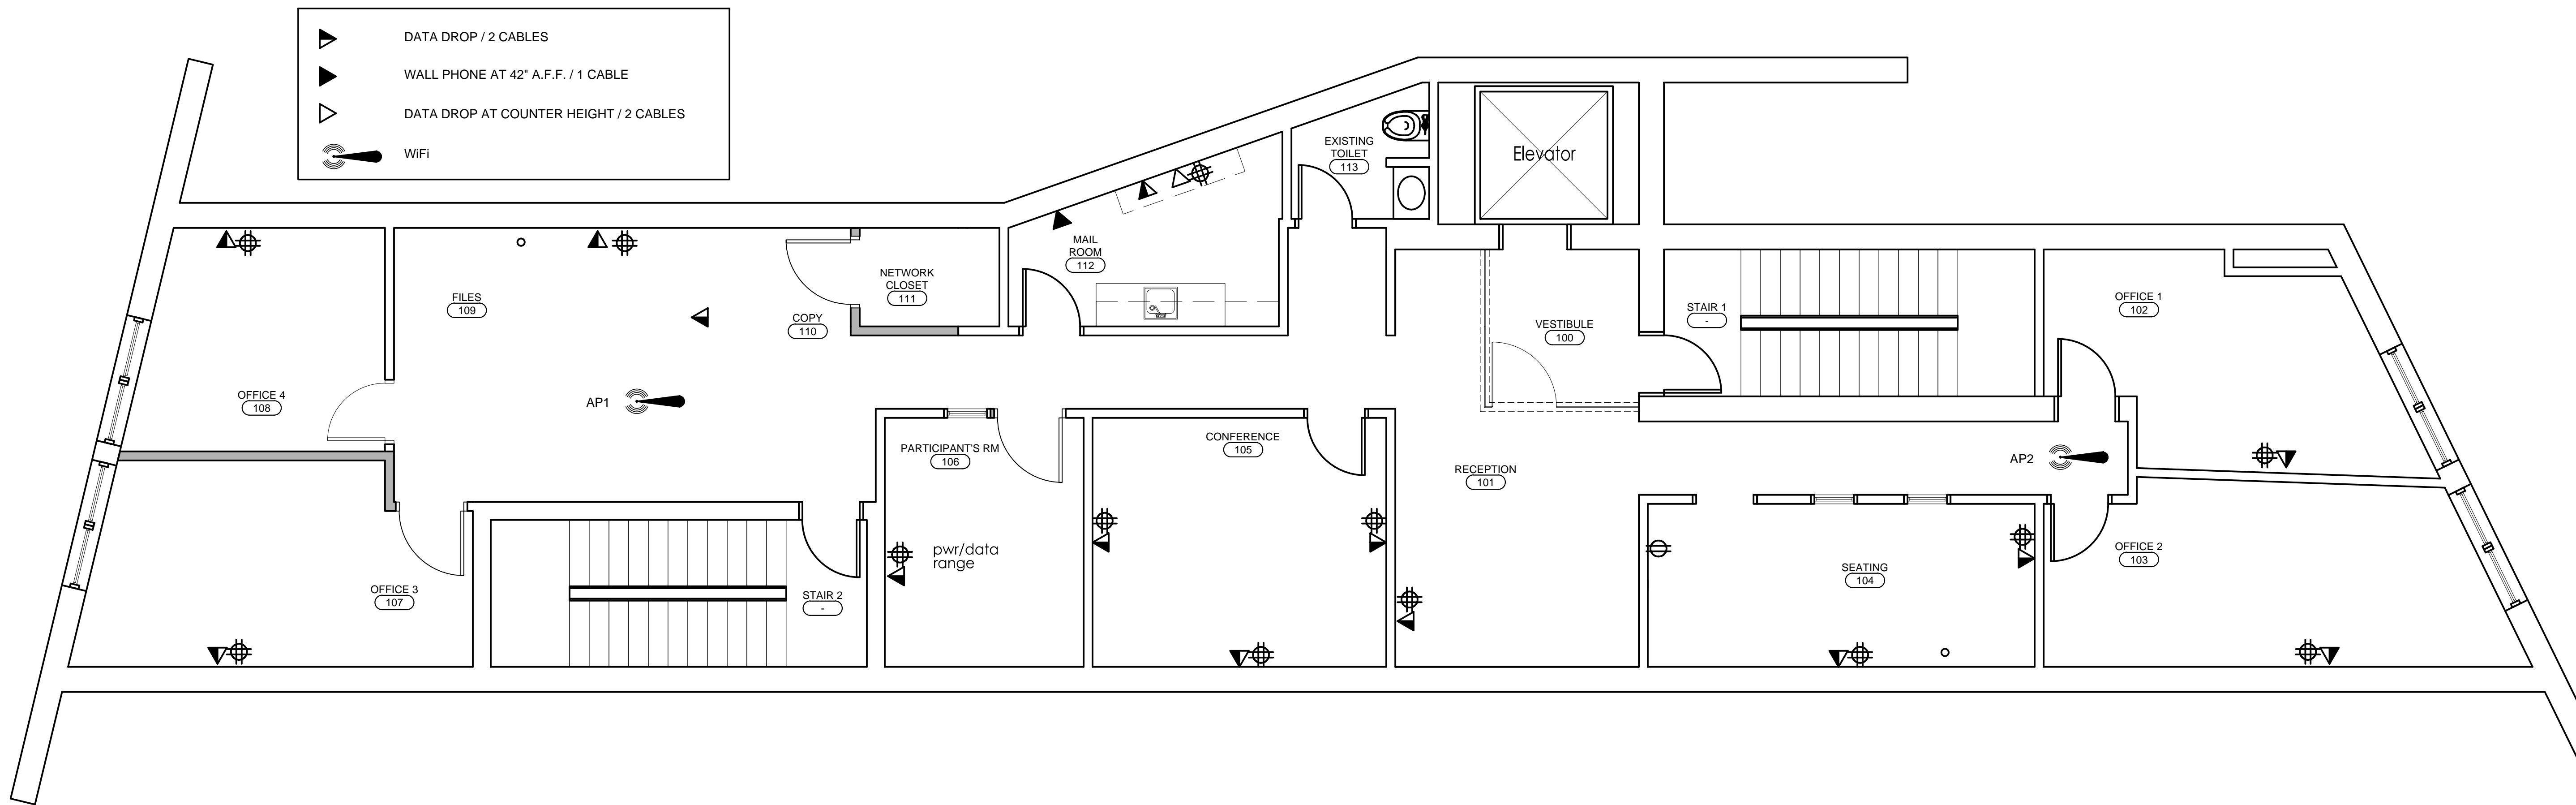 DATA DROP / 2 CABLES
WALL PHONE AT 42" A.F.F. / 1 CABLE
DATA DROP AT COUNTER HEIGHT / 2 CABLES
WiFi
EXISTING
TOILET
113
Elevator
MAIL
ROOM
112
NETWORK
CLOSET
111
FILES
109
COPY
110
VESTIBULE
100
STAIR 1
-
OFFICE 1
102
OFFICE 4
108
AP1
PARTICIPANT'S RM
106
CONFERENCE
105
RECEPTION
101
AP2
pwr/data
range
OFFICE 3
107
STAIR 2
-
SEATING
104
OFFICE 2
103